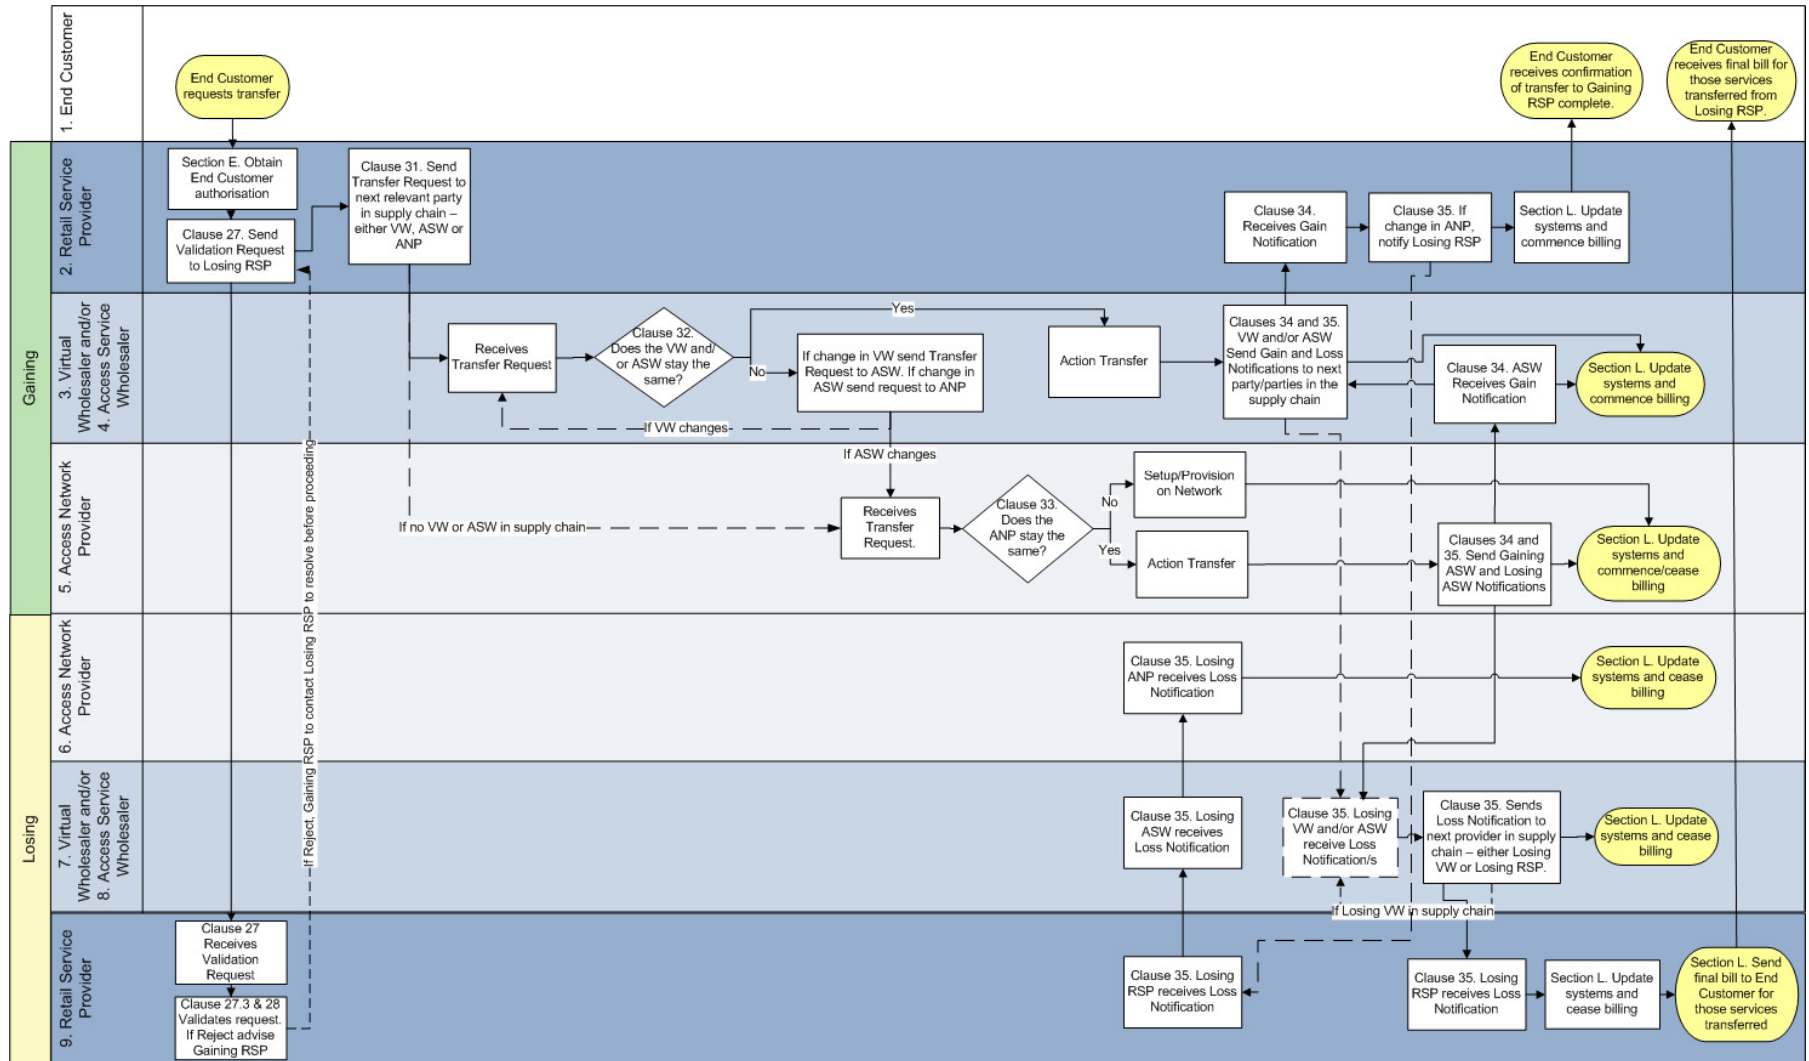 Gaining
Losing
1. End Customer
End Customer
requests transfer
End Customer
receives confirmation
of transfer to Gaining
RSP complete.
End Customer
receives final bill for
those services
transferred from
Losing RSP.
2. Retail Service
Provider
Section E. Obtain
End Customer
authorisation
Clause 27. Send
Validation Request
to Losing RSP
Clause 31. Send
Transfer Request to
next relevant party
in supply chain –
either VW, ASW or
ANP
Clause 34.
Receives Gain
Notification
Clause 35. If
change in ANP,
notify Losing RSP
Section L. Update
systems and
commence billing
3. Virtual
Wholesaler and/or
4. Access Service
Wholesaler
Receives
Transfer Request
Clause 32.
Does the VW and/
or ASW stay the
same?
Yes
No
If change in VW send Transfer
Request to ASW. If change in
ASW send request to ANP
If VW changes
Action Transfer
Clauses 34 and 35.
VW and/or ASW
Send Gain and Loss
Notifications to next
party/parties in the
supply chain
Clause 34. ASW
Receives Gain
Notification
Section L. Update
systems and
commence billing
5. Access Network
Provider
If ASW changes
If no VW or ASW in supply chain
Receives
Transfer
Request.
Clause 33.
Does the
ANP stay the
same?
No
Yes
Setup/Provision
on Network
Action Transfer
Clauses 34 and
35. Send Gaining
ASW and Losing
ASW Notifications
Section L. Update
systems and
commence/cease
billing
If Reject, Gaining RSP to contact Losing RSP to resolve before proceeding
6. Access Network
Provider
Clause 35. Losing
ANP receives Loss
Notification
Section L. Update
systems and cease
billing
7. Virtual
Wholesaler and/or
8. Access Service
Wholesaler
Clause 35. Losing
ASW receives
Loss Notification
Clause 35. Losing
VW and/or ASW
receive Loss
Notification/s
Clause 35. Sends
Loss Notification to
next provider in supply
chain – either Losing
VW or Losing RSP.
Section L. Update
systems and cease
billing
If Losing VW in supply chain
9. Retail Service
Provider
Clause 27
Receives
Validation
Request
Clause 27.3 & 28
Validates request.
If Reject advise
Gaining RSP
Clause 35. Losing
RSP receives Loss
Notification
Clause 35. Losing
RSP receives Loss
Notification
Section L. Update
systems and
cease billing
Section L. Send
final bill to End
Customer for
those services
transferred